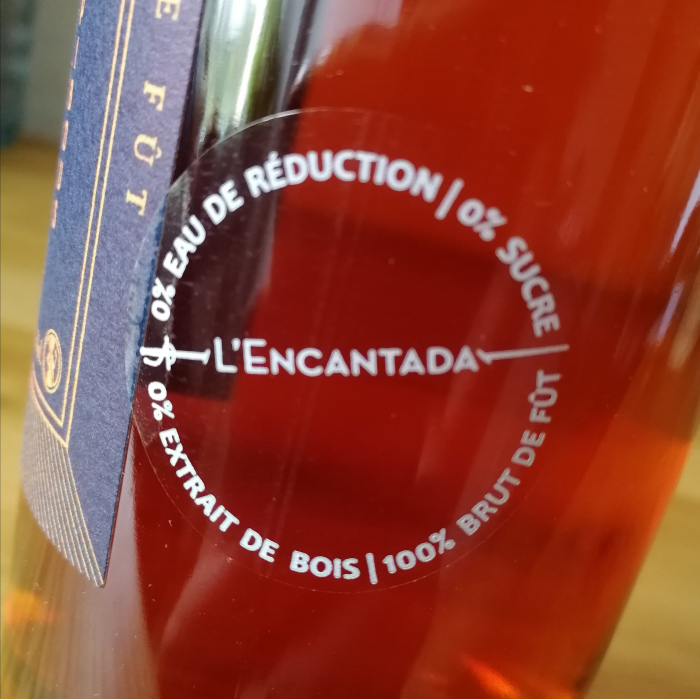 E FÛT
0% EAU DE RÉDUCTION | 0% SUCRE
L'ENCANTADA
0% EXTRAIT DE BOIS | 100% BRUT DE FÛT